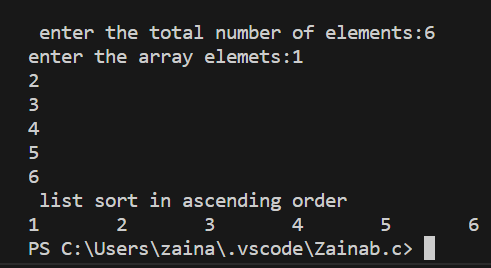 enter the total number of elements:6
enter the array elemets:1
2
3
4
5
6
list sort in ascending order
1 2 3 4 5 6
PS C:\Users\zaina\.vscode\Zainab.c>